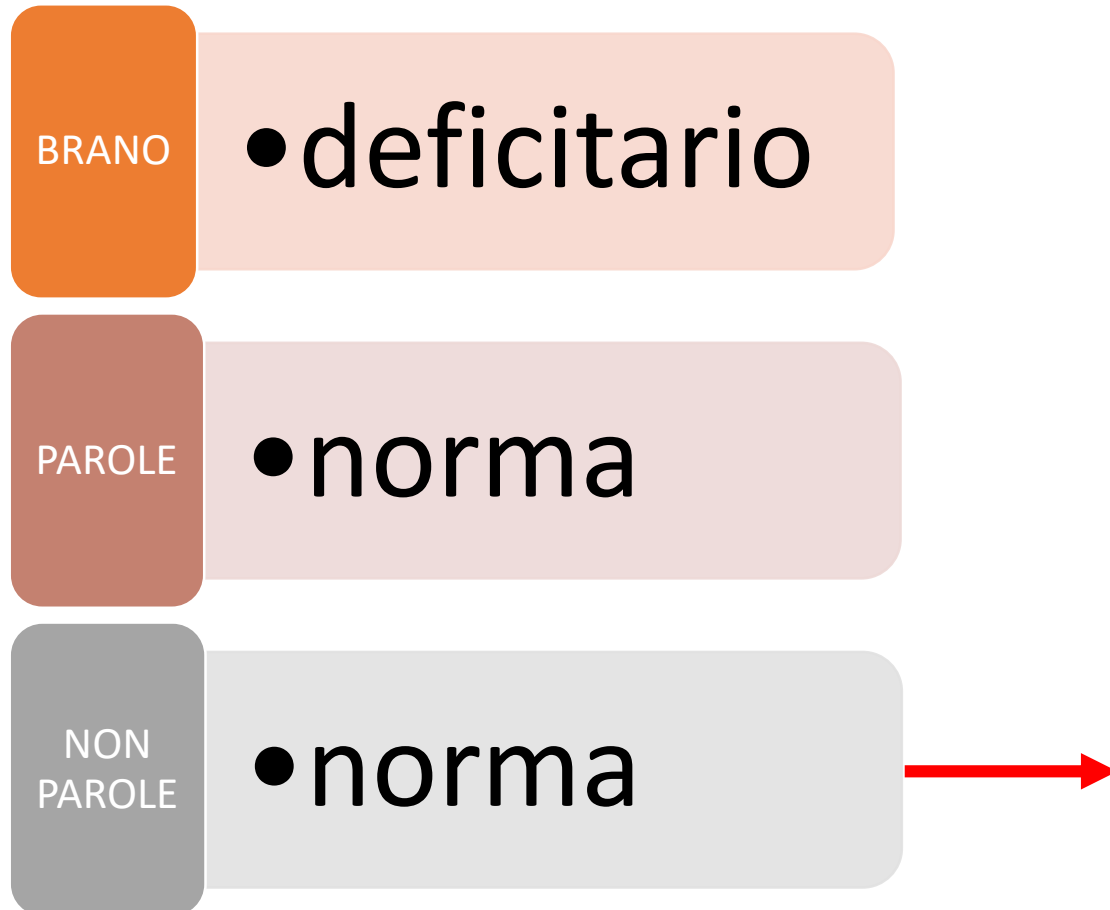 BRANO
•deficitario
PAROLE
•norma
NON
PAROLE
•norma